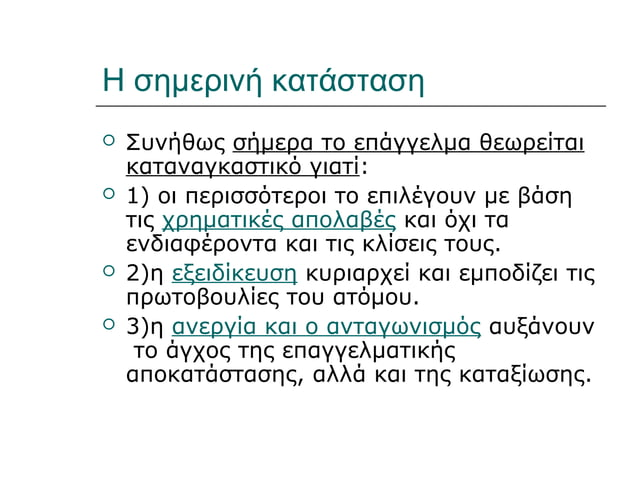 Η σημερινή κατάσταση
Συνήθως σήμερα το επάγγελμα θεωρείται
καταναγκαστικό γιατί:
1) οι περισσότεροι το επιλέγουν με βάση
τις χρηματικές απολαβές και όχι τα
ενδιαφέροντα και τις κλίσεις τους.
2)η εξειδίκευση κυριαρχεί και εμποδίζει τις
πρωτοβουλίες του ατόμου.
3)η ανεργία και ο ανταγωνισμός αυξάνουν
το άγχος της επαγγελματικής
αποκατάστασης, αλλά και της καταξίωσης.